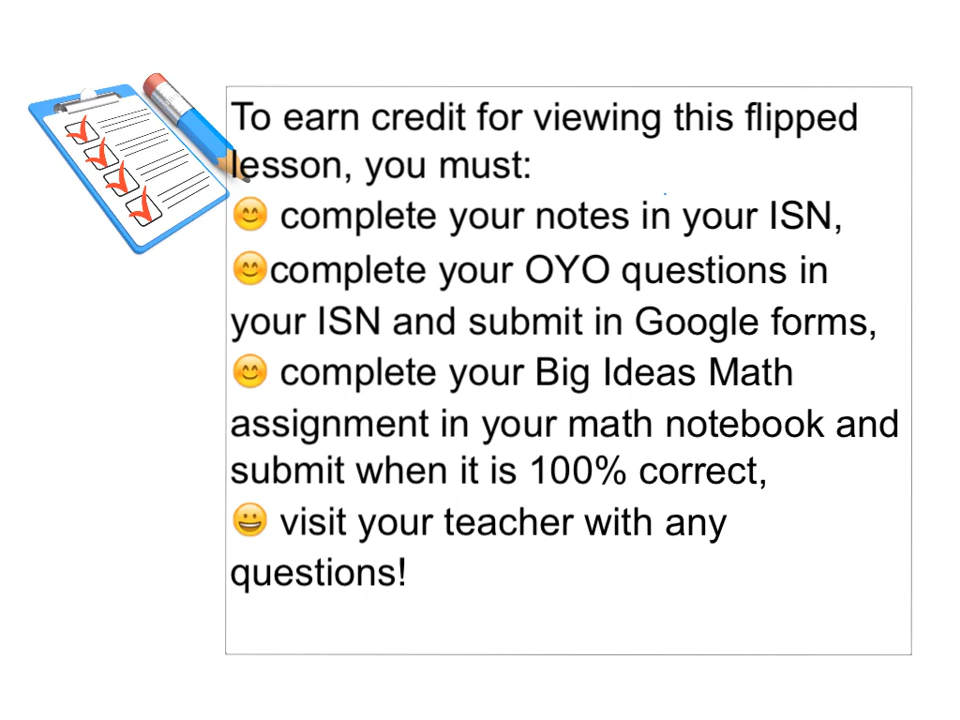 To earn credit for viewing this flipped
lesson, you must:
😊 complete your notes in your ISN,
😊complete your OYO questions in
your ISN and submit in Google forms,
😊 complete your Big Ideas Math
assignment in your math notebook and
submit when it is 100% correct,
😀 visit your teacher with any
questions!